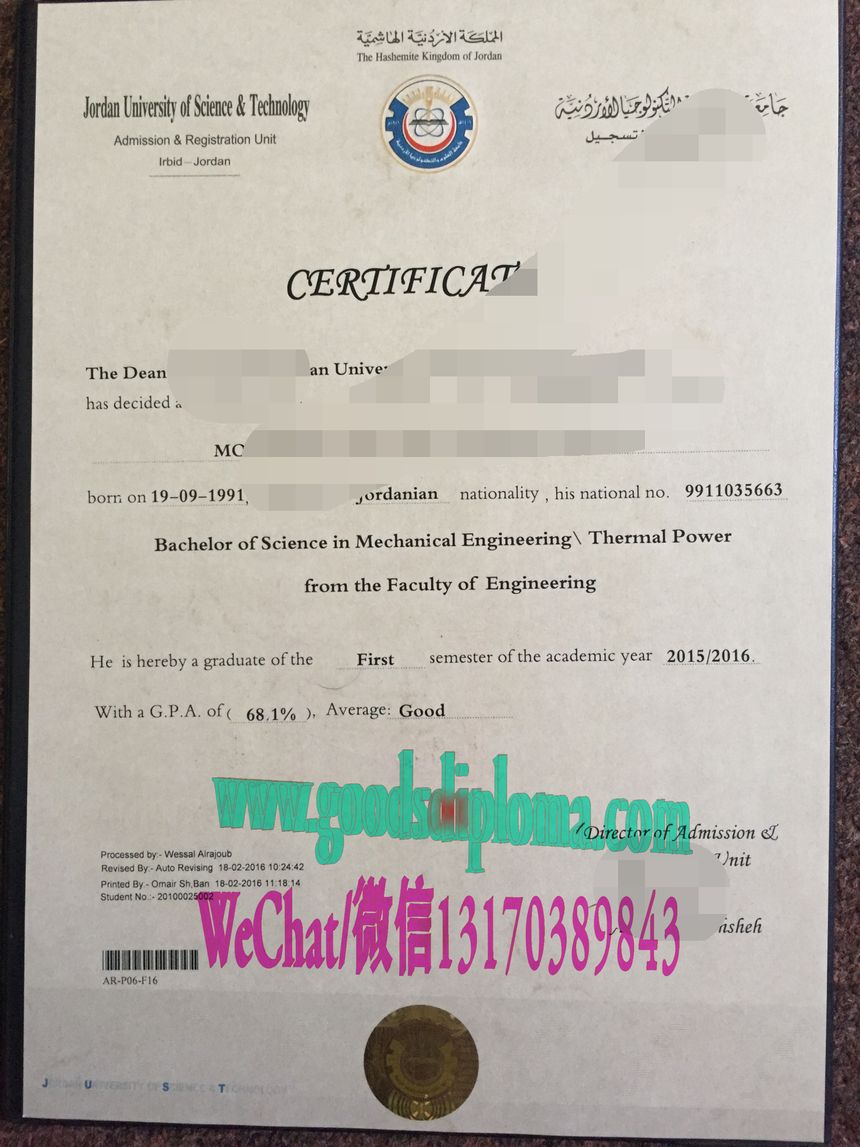 المملكة الأردنية الهاشمية
The Hashemite Kingdom of Jordan
Jordan University of Science & Technology
Admission & Registration Unit
Irbid – Jordan
التكنولوجيا الأردنية
تسجيل
CERTIFICAT
The Dean an Univer
has decided a
MO
born on 19-09-1991, Jordanian nationality , his national no. 9911035663
Bachelor of Science in Mechanical Engineering\ Thermal Power
from the Faculty of Engineering
He is hereby a graduate of the First semester of the academic year 2015/2016.
With a G.P.A. of ( 68.1% ), Average: Good
www.goodsdiploma.com
Director of Admission &
Unit
Processed by:- Wessal Alrajoub
Revised By:- Auto Revising 18-02-2016 10:24:42
Printed By:- Omair Sh,Ban 18-02-2016 11:18:14
Student No.:- 20100025002
WeChat/微信13170389843
isheh
AR-P06-F16
JORDAN UNIVERSITY OF SCIENCE & TECHNOLOGY